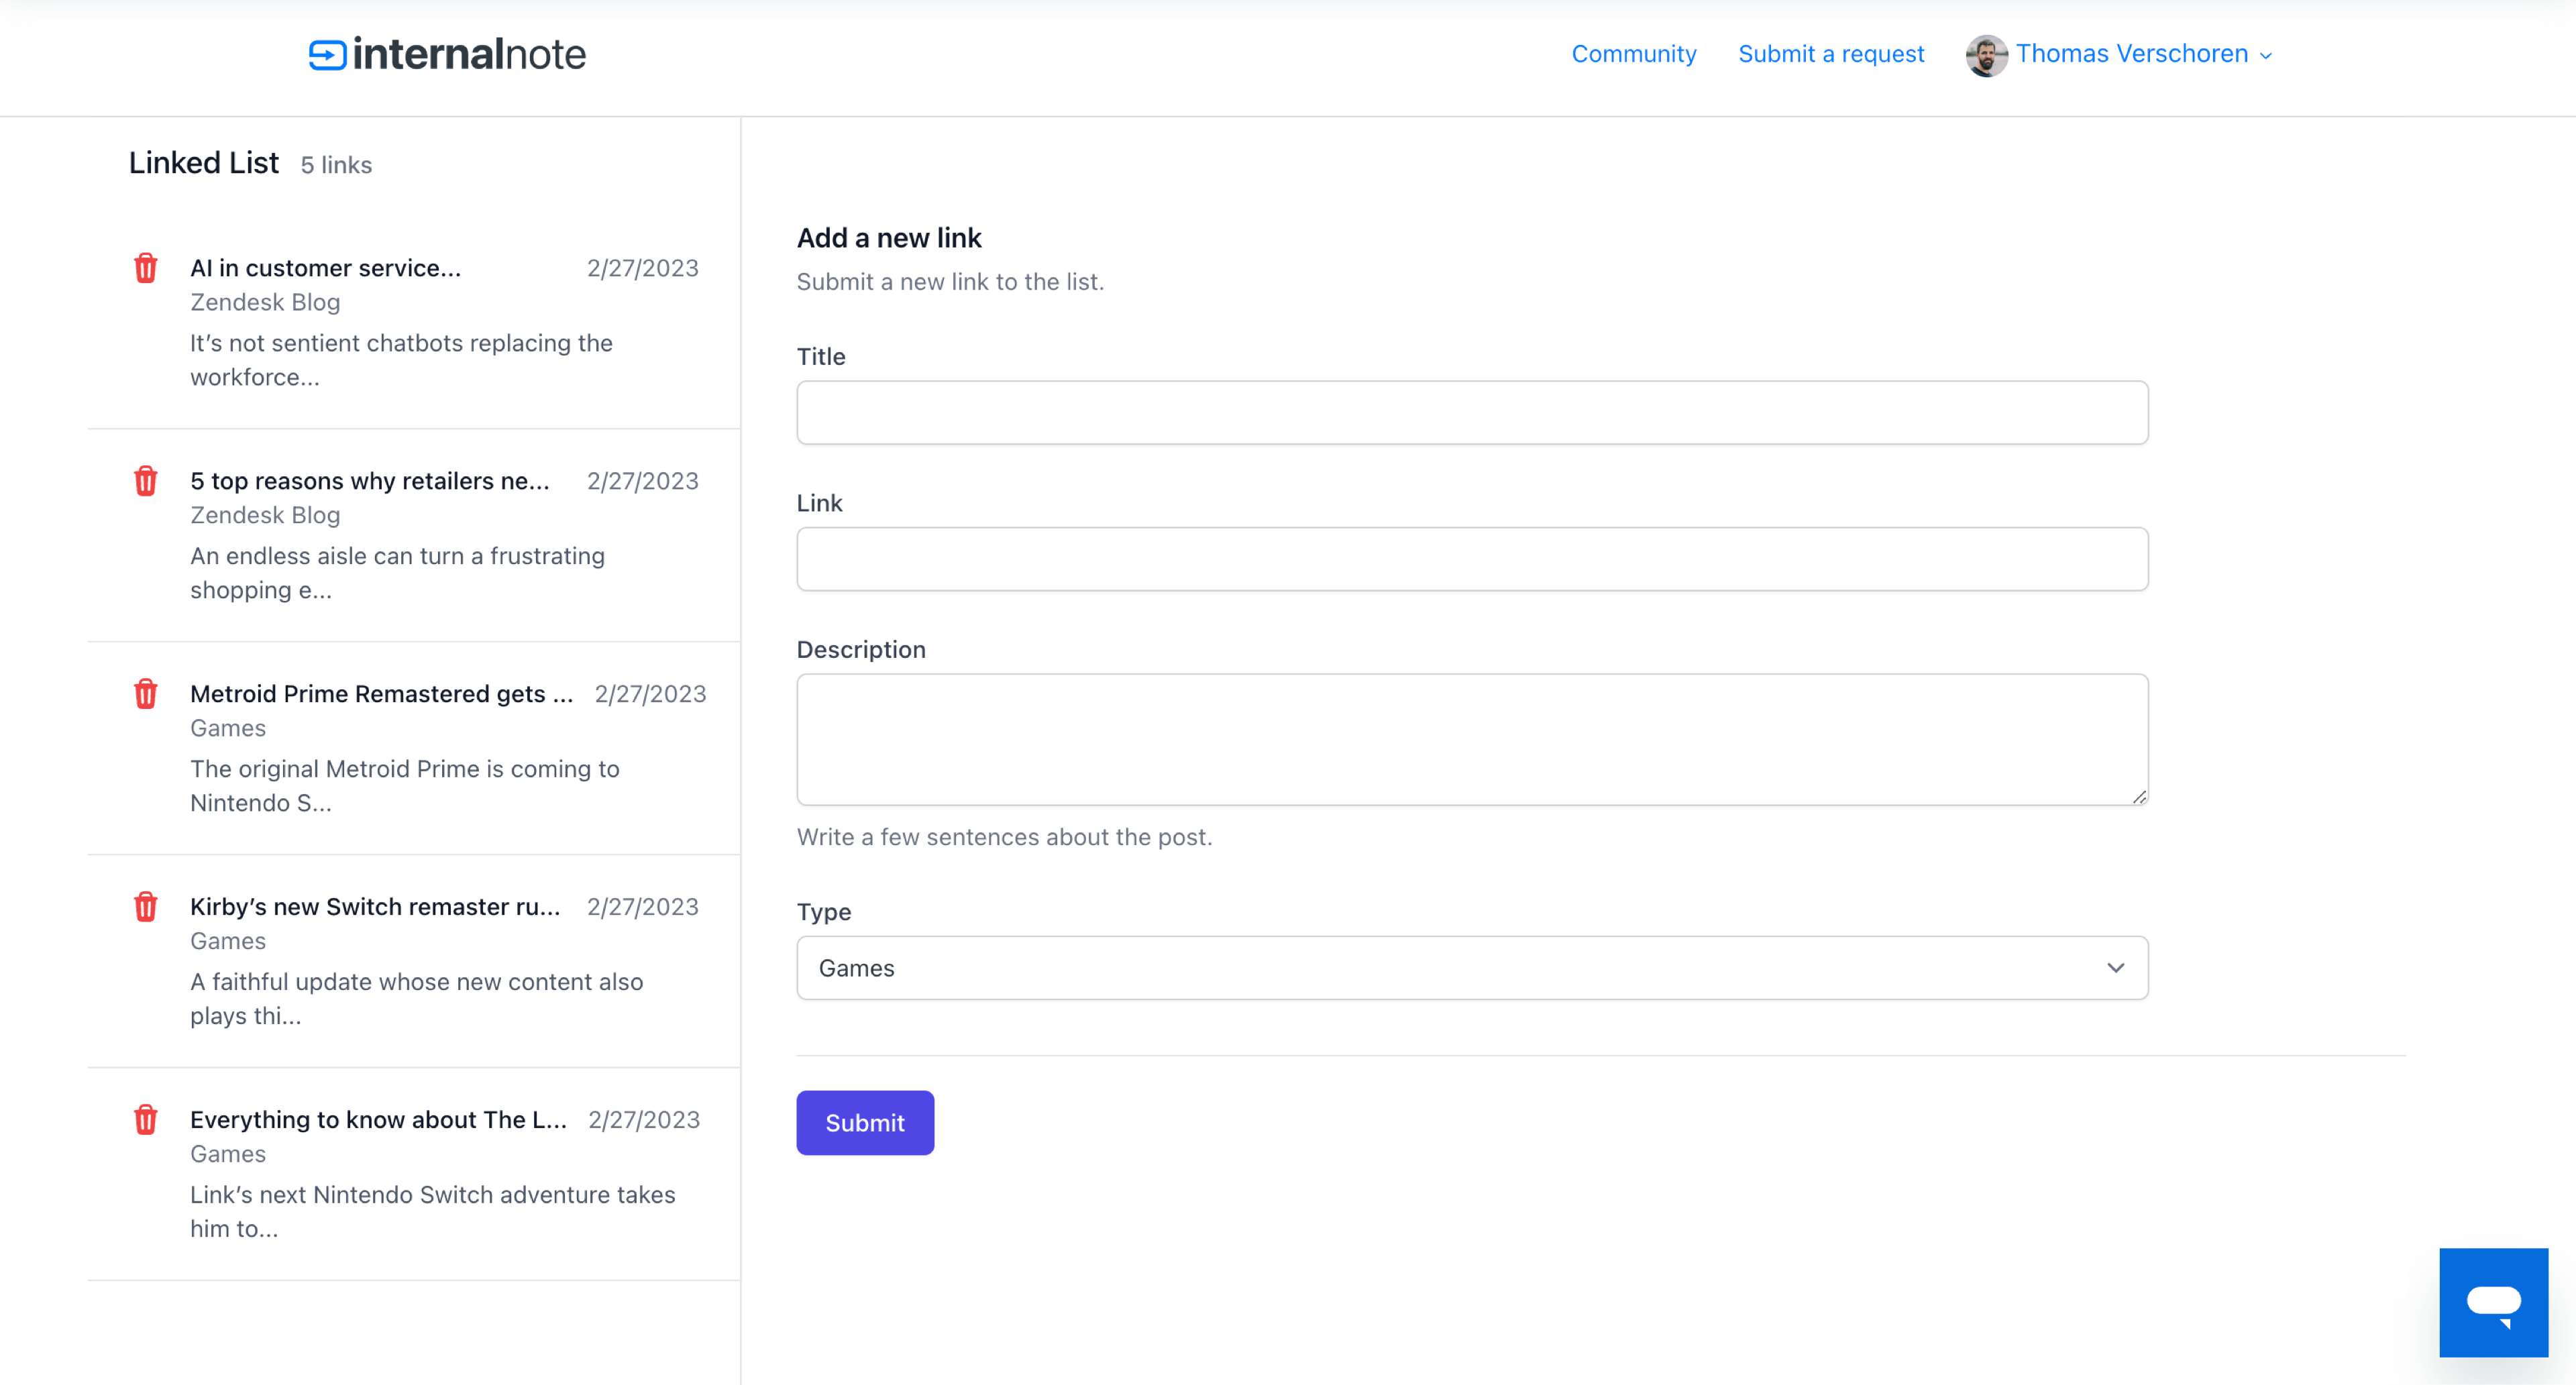 internalnote
Community
Submit a request
Thomas Verschoren
Linked List
5 links
AI in customer service...
2/27/2023
Zendesk Blog
It’s not sentient chatbots replacing the
workforce...
5 top reasons why retailers ne...
2/27/2023
Zendesk Blog
An endless aisle can turn a frustrating
shopping e...
Metroid Prime Remastered gets ...
2/27/2023
Games
The original Metroid Prime is coming to
Nintendo S...
Kirby’s new Switch remaster ru...
2/27/2023
Games
A faithful update whose new content also
plays thi...
Everything to know about The L...
2/27/2023
Games
Link’s next Nintendo Switch adventure takes
him to...
Add a new link
Submit a new link to the list.
Title
Link
Description
Write a few sentences about the post.
Type
Games
Submit